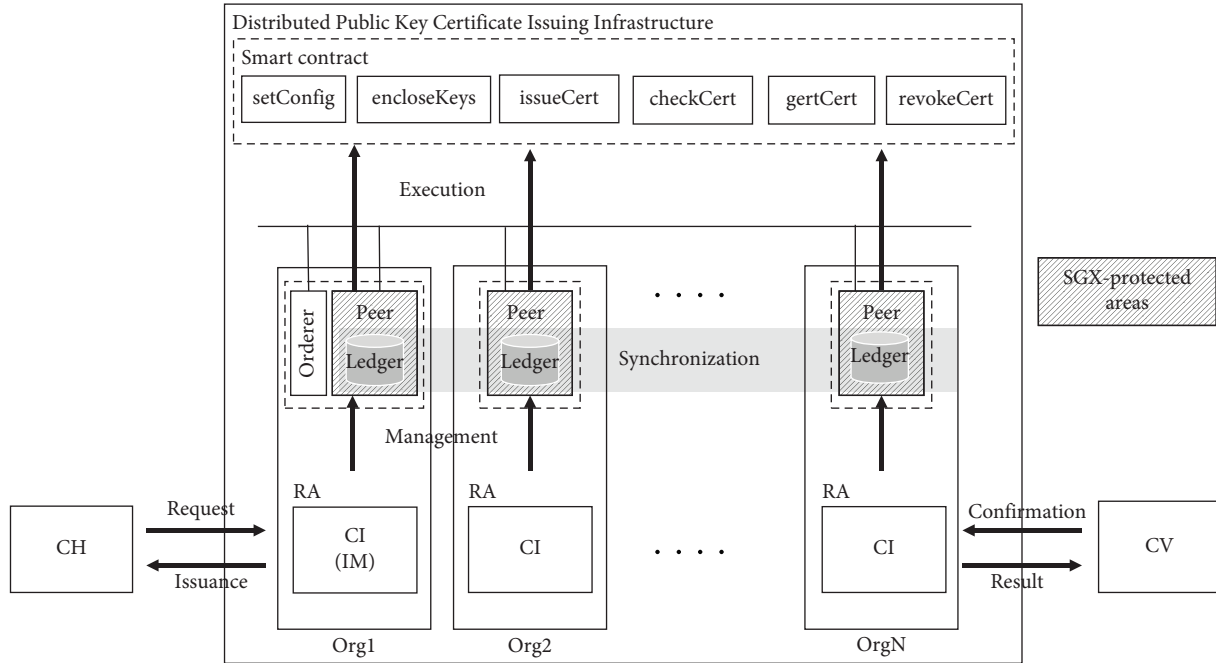 Distributed Public Key Certificate Issuing Infrastructure
Smart contract
setConfig
encloseKeys
issueCert
checkCert
gertCert
revokeCert
Execution
Orderer
Peer
Ledger
Peer
Ledger
. . . .
Peer
Ledger
Synchronization
SGX-protected
areas
Management
RA
RA
RA
CH
Request
Issuance
CI
(IM)
CI
. . . .
CI
Confirmation
Result
CV
Org1
Org2
OrgN